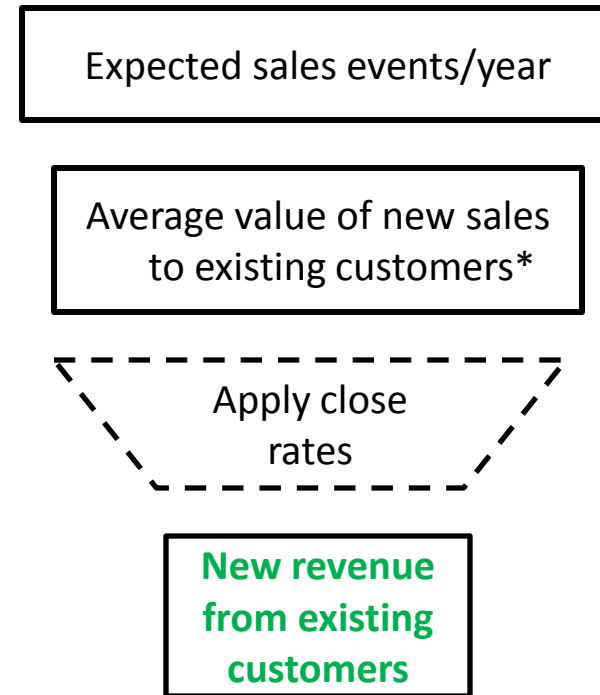 Expected sales events/year
Average value of new sales
to existing customers*
Apply close
rates
New revenue
from existing
customers